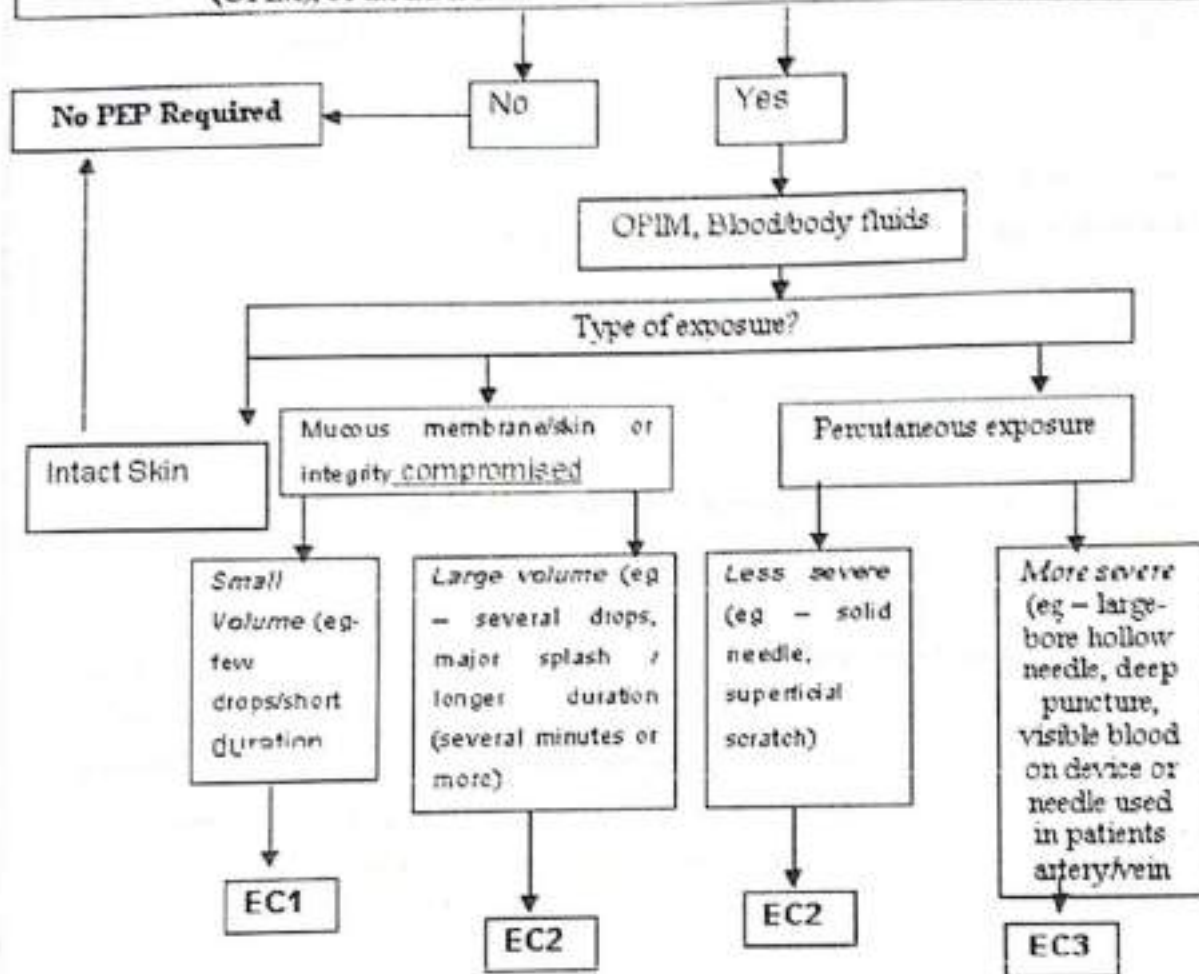 No
Yes
No PEP Required
OPIM, Blood/body fluids
Type of exposure?
Intact Skin
Mucous membrane/skin or
integrity compromised
Percutaneous exposure
Small
Volume (eg-
few
drops/short
duration
Large volume (eg
– several drops,
major splash /
longer duration
(several minutes or
more)
Less severe
(eg – solid
needle,
superficial
scratch)
More severe
(eg – large-
bore hollow
needle, deep
puncture,
visible blood
on device or
needle used
in patients
artery/vein
EC1
EC2
EC2
EC3